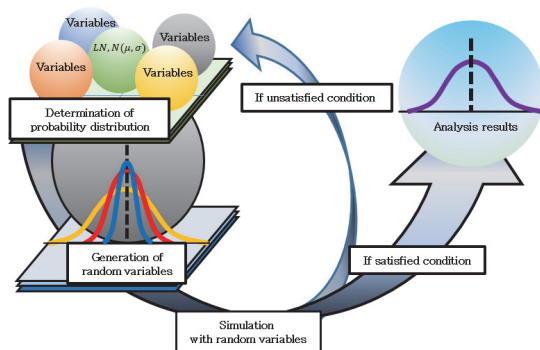 Variables
LN, N(μ, σ)
Variables
Variables
Variables
Determination of
probability distribution
Generation of
random variables
Simulation
with random variables
If unsatisfied condition
If satisfied condition
Analysis results